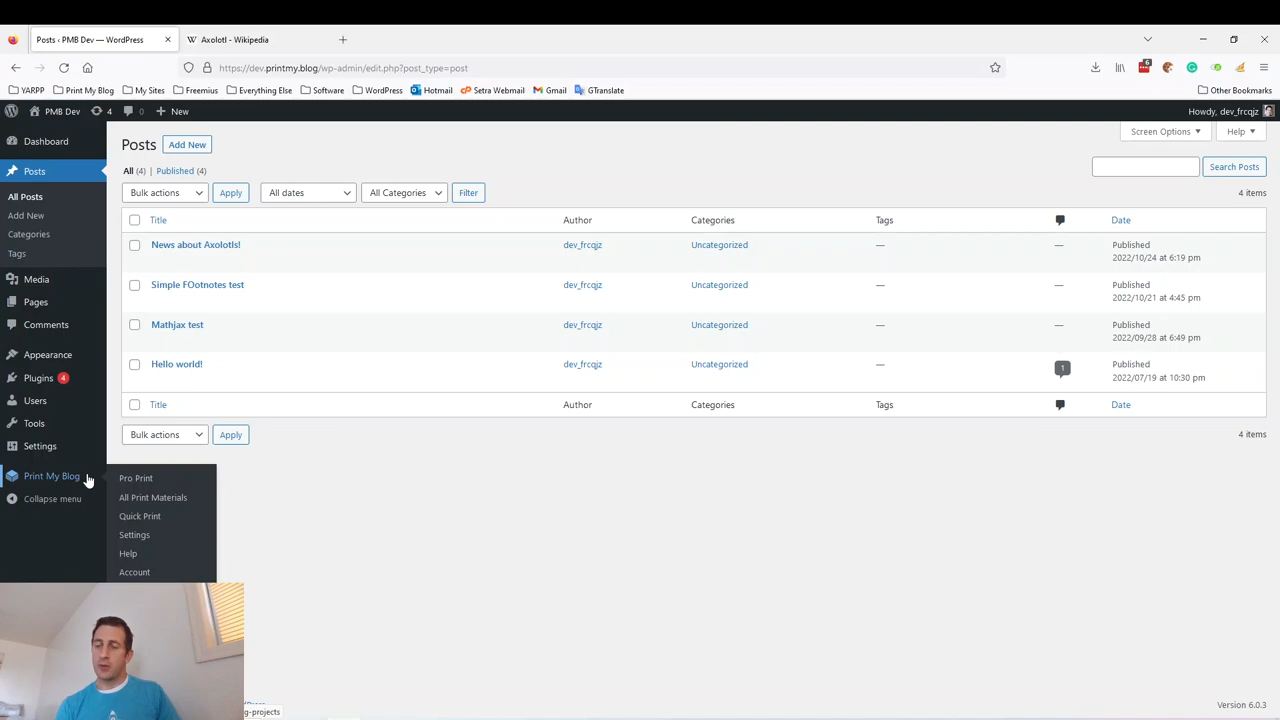 Posts ‹ PMB Dev — WordPress
Axolotl - Wikipedia
https://dev.printmy.blog/wp-admin/edit.php?post_type=post
6
YARPP
Print My Blog
My Sites
Freemius
Everything Else
Software
WordPress
Hotmail
Setra Webmail
Gmail
GTranslate
Other Bookmarks
PMB Dev
4
0
New
Howdy, dev_frcqjz
Dashboard
Posts
All Posts
Add New
Categories
Tags
Media
Pages
Comments
Appearance
Plugins 4
Users
Tools
Settings
Print My Blog
Collapse menu
Pro Print
All Print Materials
Quick Print
Settings
Help
Account
Posts Add New
Screen Options
Help
All (4) | Published (4)
Search Posts
Bulk actions Apply All dates All Categories Filter
4 items
Title Author Categories Tags Date
News about Axolotls! dev_frcqjz Uncategorized — — Published
2022/10/24 at 6:19 pm
Simple FOotnotes test dev_frcqjz Uncategorized — — Published
2022/10/21 at 4:45 pm
Mathjax test dev_frcqjz Uncategorized — — Published
2022/09/28 at 6:49 pm
Hello world! dev_frcqjz Uncategorized — 1 Published
2022/07/19 at 10:30 pm
Title Author Categories Tags Date
Bulk actions Apply
4 items
g-projects
Version 6.0.3